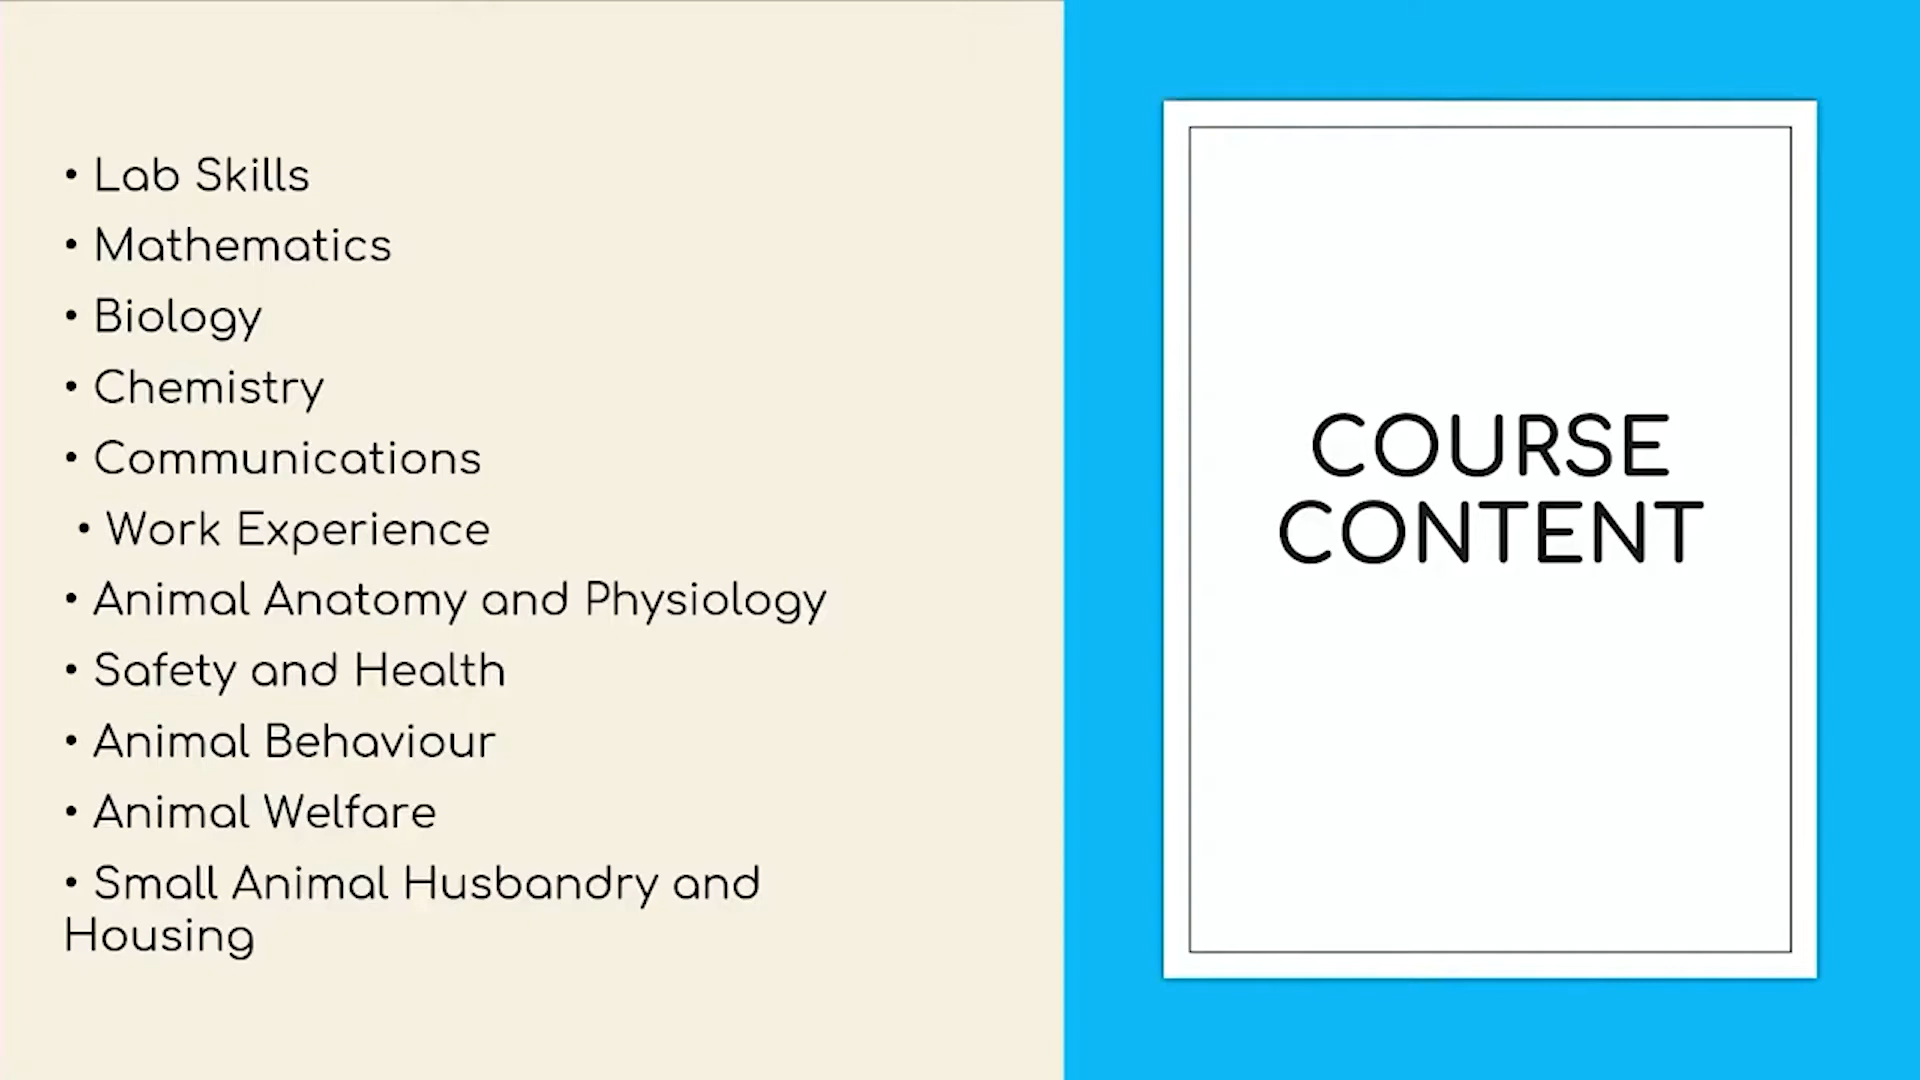 • Lab Skills
• Mathematics
• Biology
• Chemistry
• Communications
• Work Experience
• Animal Anatomy and Physiology
• Safety and Health
• Animal Behaviour
• Animal Welfare
• Small Animal Husbandry and
Housing
COURSE
CONTENT